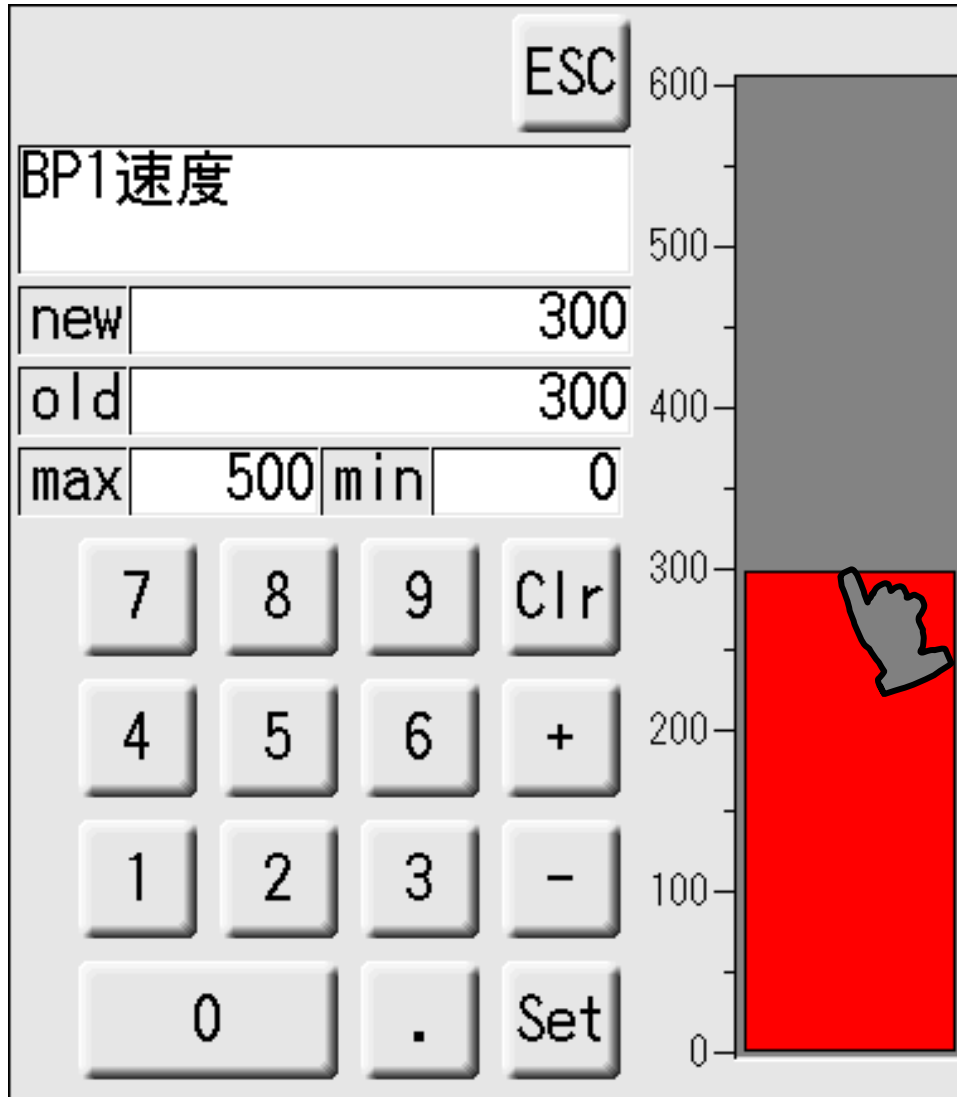 ESC
BP1速度
new 300
old 300
max 500 min 0
7 8 9 Clr
4 5 6 +
1 2 3 -
0 . Set
600
500
400
300
200
100
0